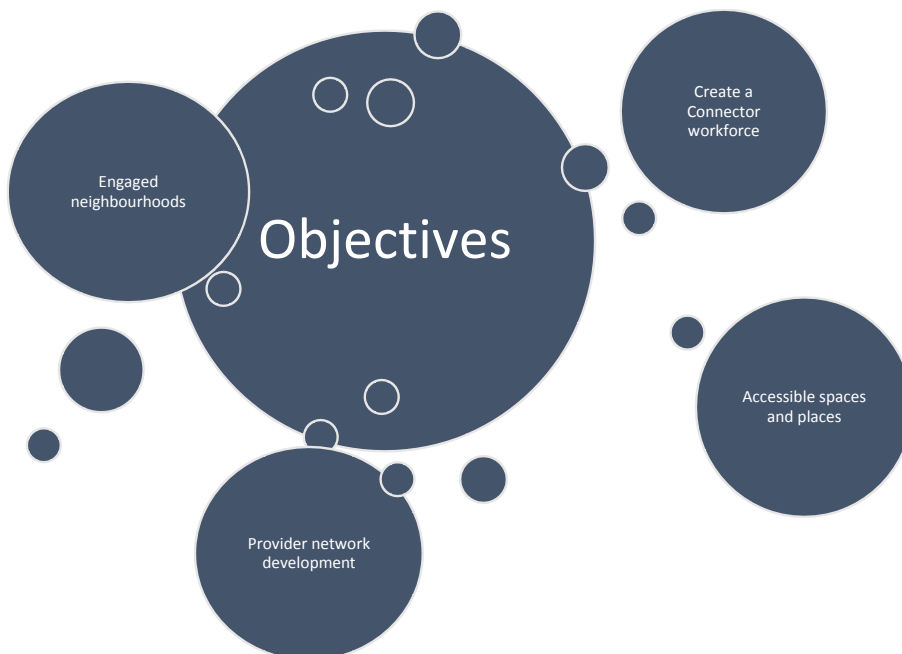 Objectives
Engaged
neighbourhoods
Create a
Connector
workforce
Accessible spaces
and places
Provider network
development